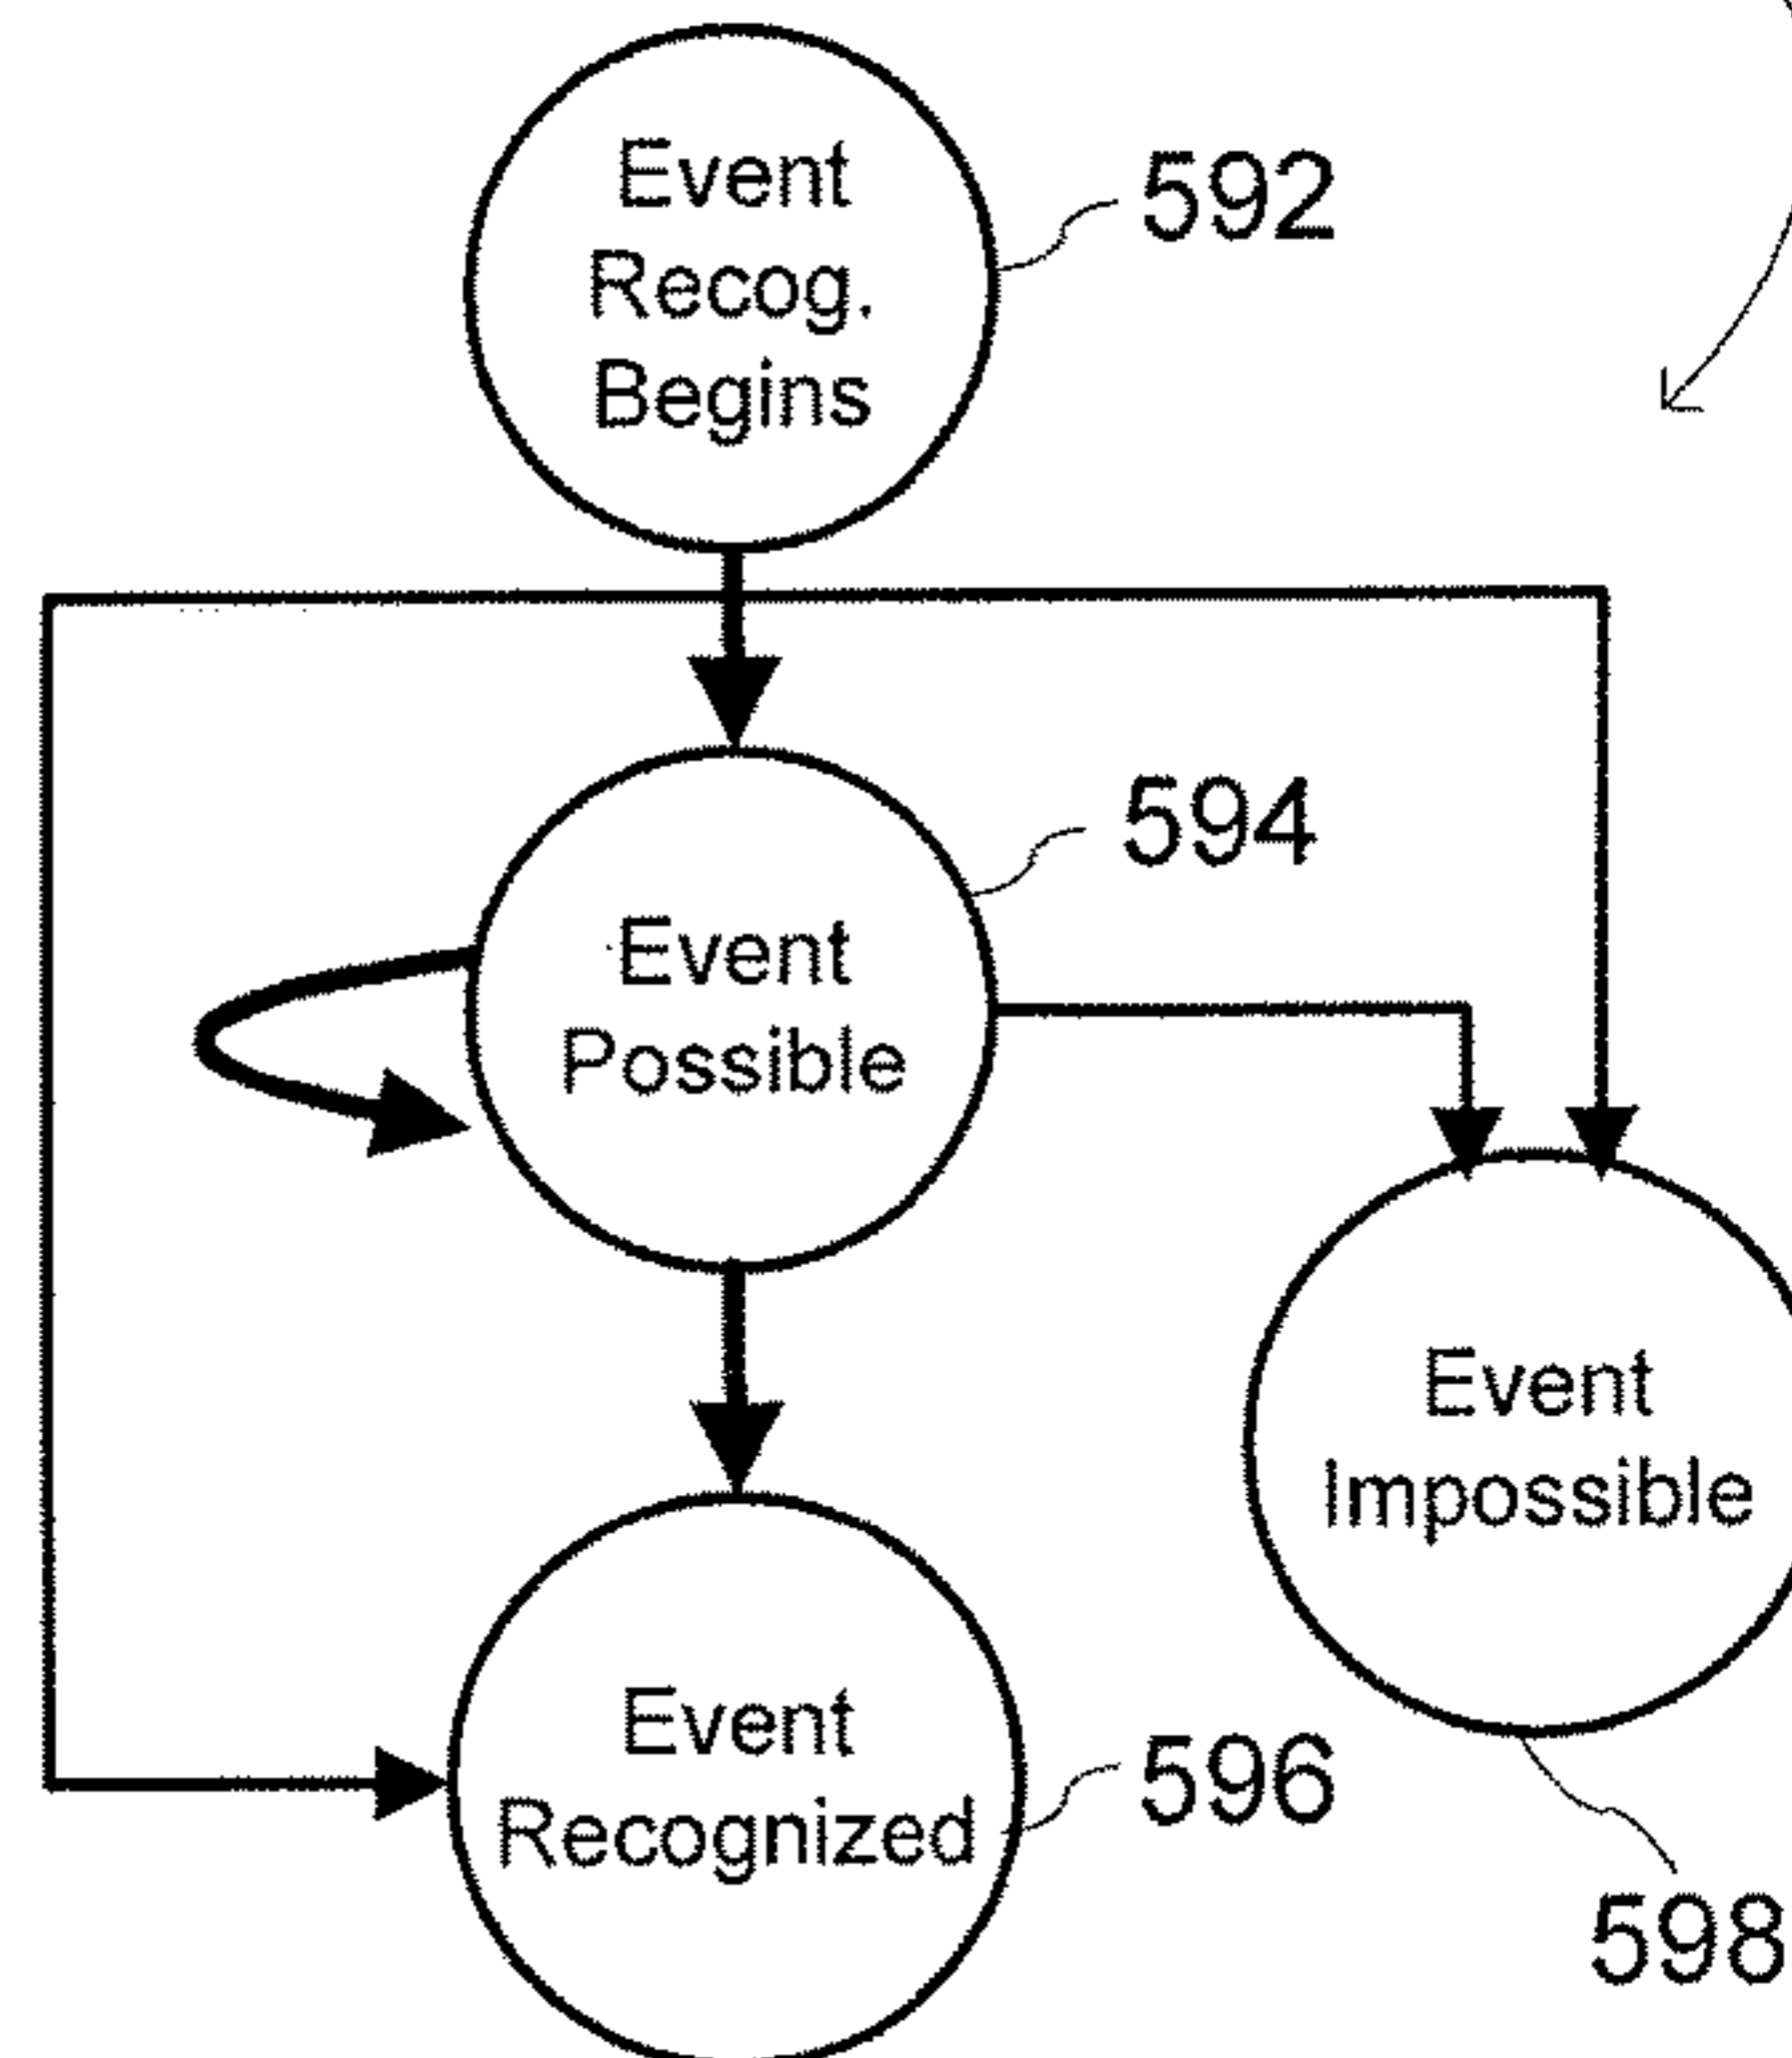 Event
Recog.
Begins
592
594
Event
Possible
Event
Impossible
Event
Recognized
596
598